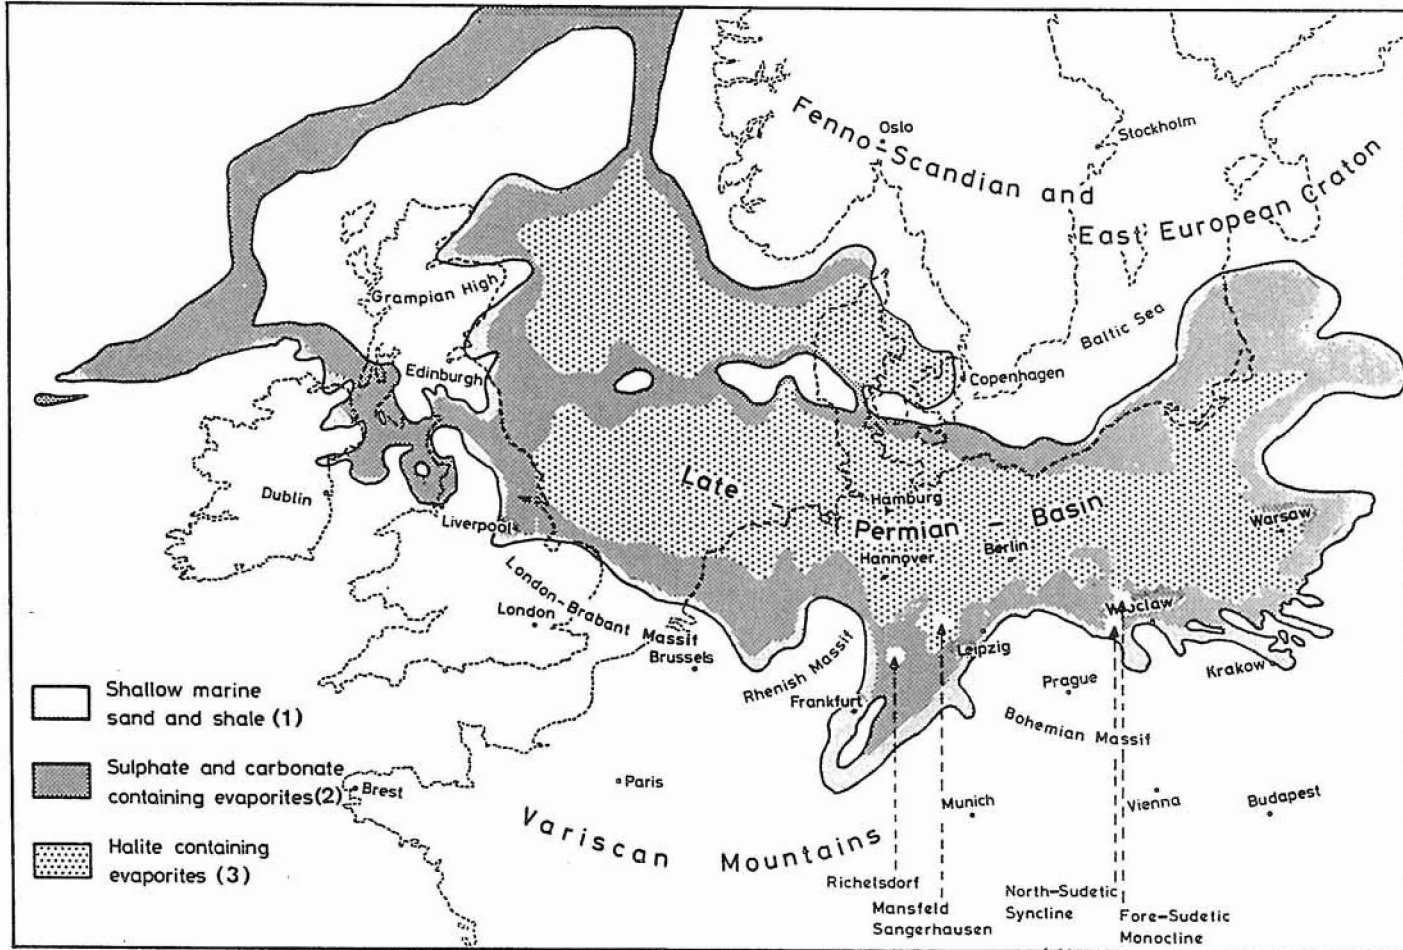 Fenno-Scandian and
East European Craton
Oslo
Stockholm
Grampian High
Baltic Sea
Edinburgh
Copenhagen
Late
Permian - Basin
Dublin
Hamburg
Liverpool
Warsaw
Hannover
Berlin
London-Brabant Massif
London
Wroclaw
Brussels
Rhenish Massif
Leipzig
Frankfurt
Prague
Krakow
Bohemian Massif
Shallow marine
sand and shale (1)
Sulphate and carbonate
containing evaporites (2)
Halite containing
evaporites (3)
Brest
Paris
Munich
Vienna
Budapest
Variscan Mountains
Richelsdorf
Mansfeld
Sangerhausen
North-Sudetic
Syncline
Fore-Sudetic
Monocline